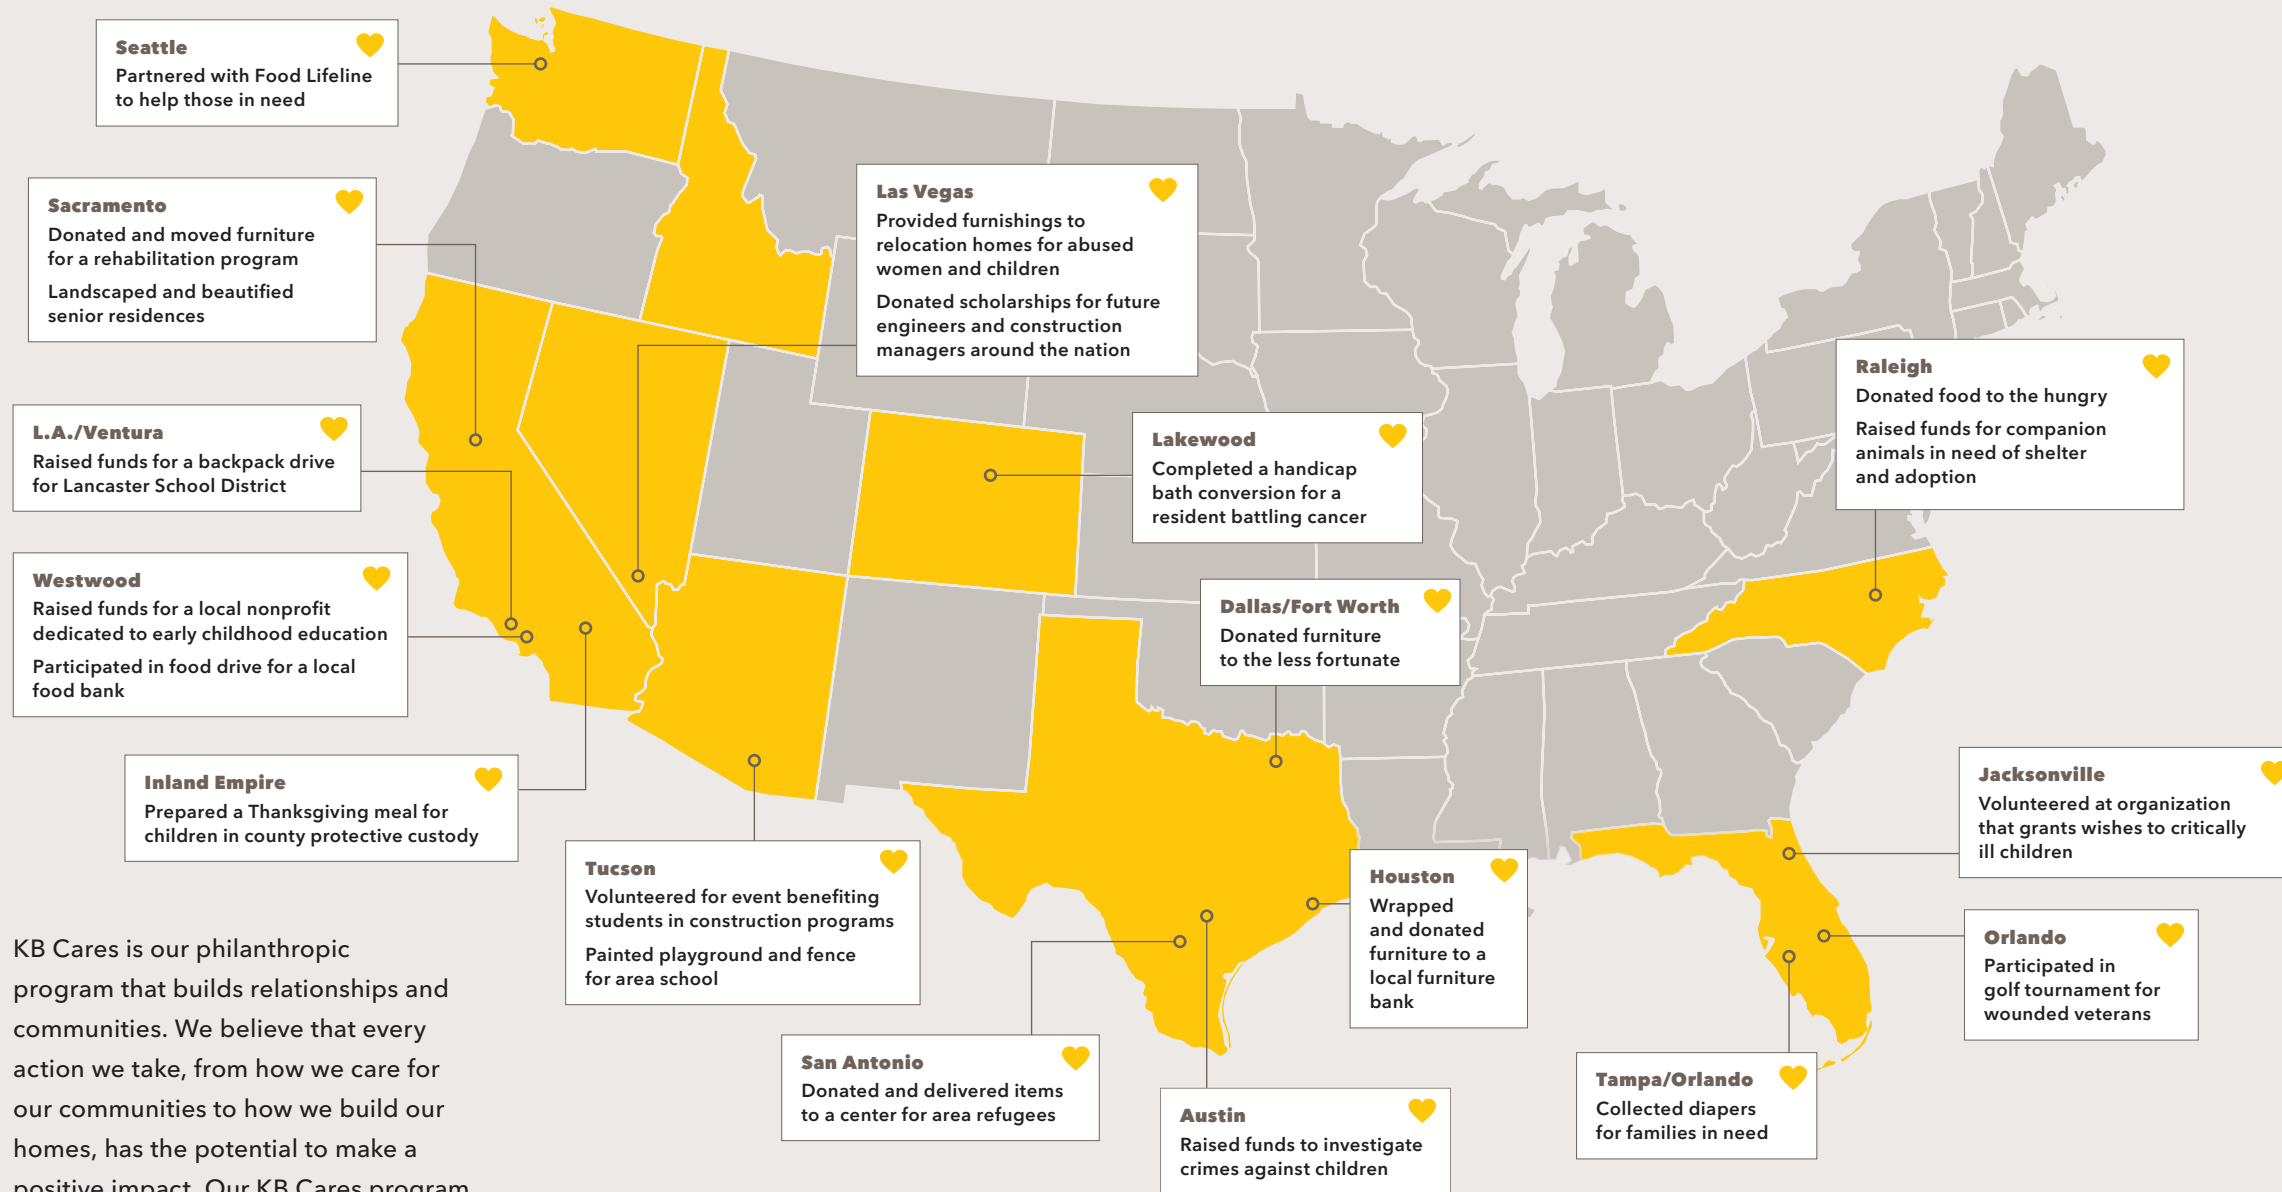 Seattle
Partnered with Food Lifeline
to help those in need
Sacramento
Donated and moved furniture
for a rehabilitation program
Landscaped and beautified
senior residences
L.A./Ventura
Raised funds for a backpack drive
for Lancaster School District
Westwood
Raised funds for a local nonprofit
dedicated to early childhood education
Participated in food drive for a local
food bank
Inland Empire
Prepared a Thanksgiving meal for
children in county protective custody
Las Vegas
Provided furnishings to
relocation homes for abused
women and children
Donated scholarships for future
engineers and construction
managers around the nation
Lakewood
Completed a handicap
bath conversion for a
resident battling cancer
Dallas/Fort Worth
Donated furniture
to the less fortunate
Raleigh
Donated food to the hungry
Raised funds for companion
animals in need of shelter
and adoption
Tucson
Volunteered for event benefiting
students in construction programs
Painted playground and fence
for area school
San Antonio
Donated and delivered items
to a center for area refugees
Austin
Raised funds to investigate
crimes against children
Houston
Wrapped
and donated
furniture to a
local furniture
bank
Jacksonville
Volunteered at organization
that grants wishes to critically
ill children
Orlando
Participated in
golf tournament for
wounded veterans
Tampa/Orlando
Collected diapers
for families in need
KB Cares is our philanthropic
program that builds relationships and
communities. We believe that every
action we take, from how we care for
our communities to how we build our
homes, has the potential to make a
positive impact. Our KB Cares program